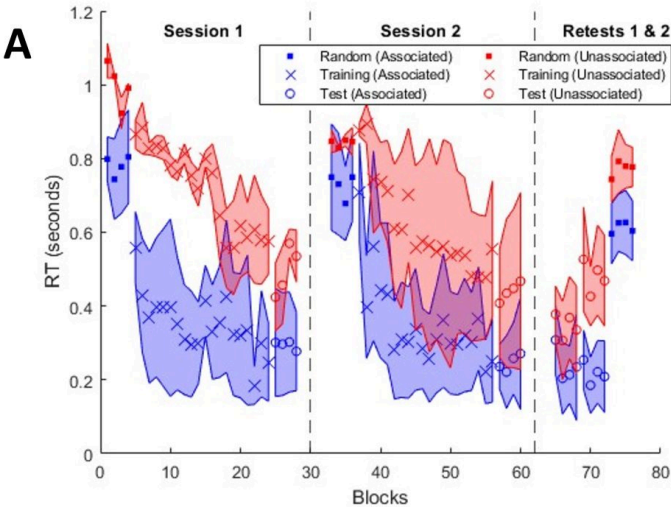 A
Session 1
Session 2
Retests 1 & 2
Random (Associated)
Training (Associated)
Test (Associated)
Random (Unassociated)
Training (Unassociated)
Test (Unassociated)
RT (seconds)
1.2
1
0.8
0.6
0.4
0.2
0
0 10 20 30 40 50 60 70 80
Blocks